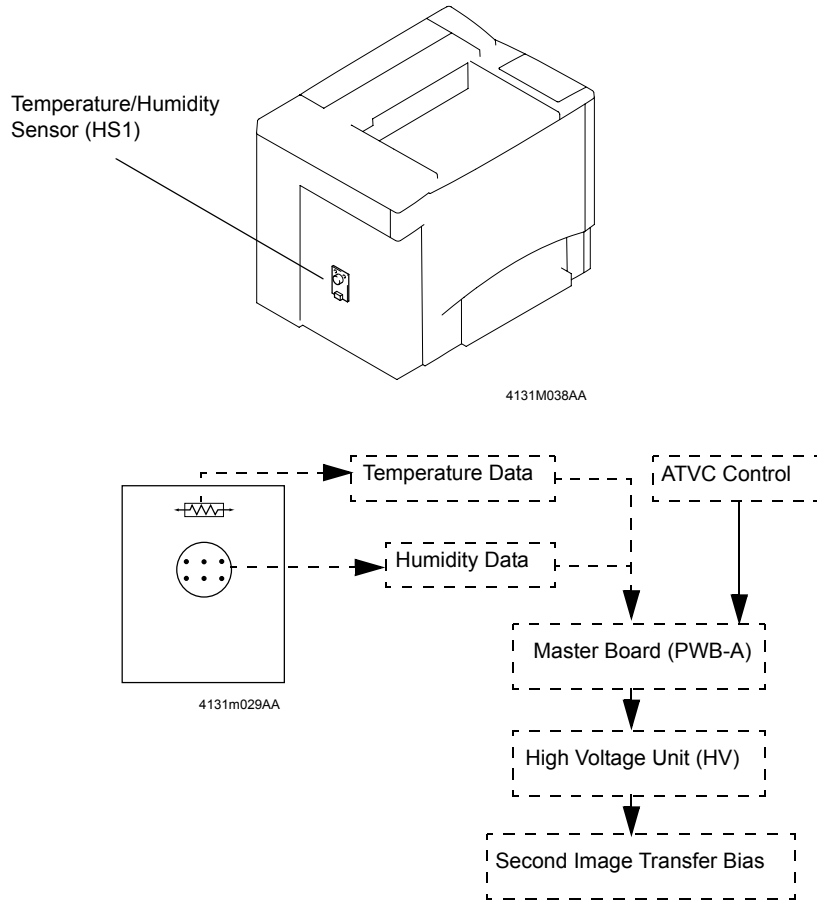 Temperature/Humidity
Sensor (HS1)
4131M038AA
Temperature Data
ATVC Control
Humidity Data
Master Board (PWB-A)
4131m029AA
High Voltage Unit (HV)
Second Image Transfer Bias